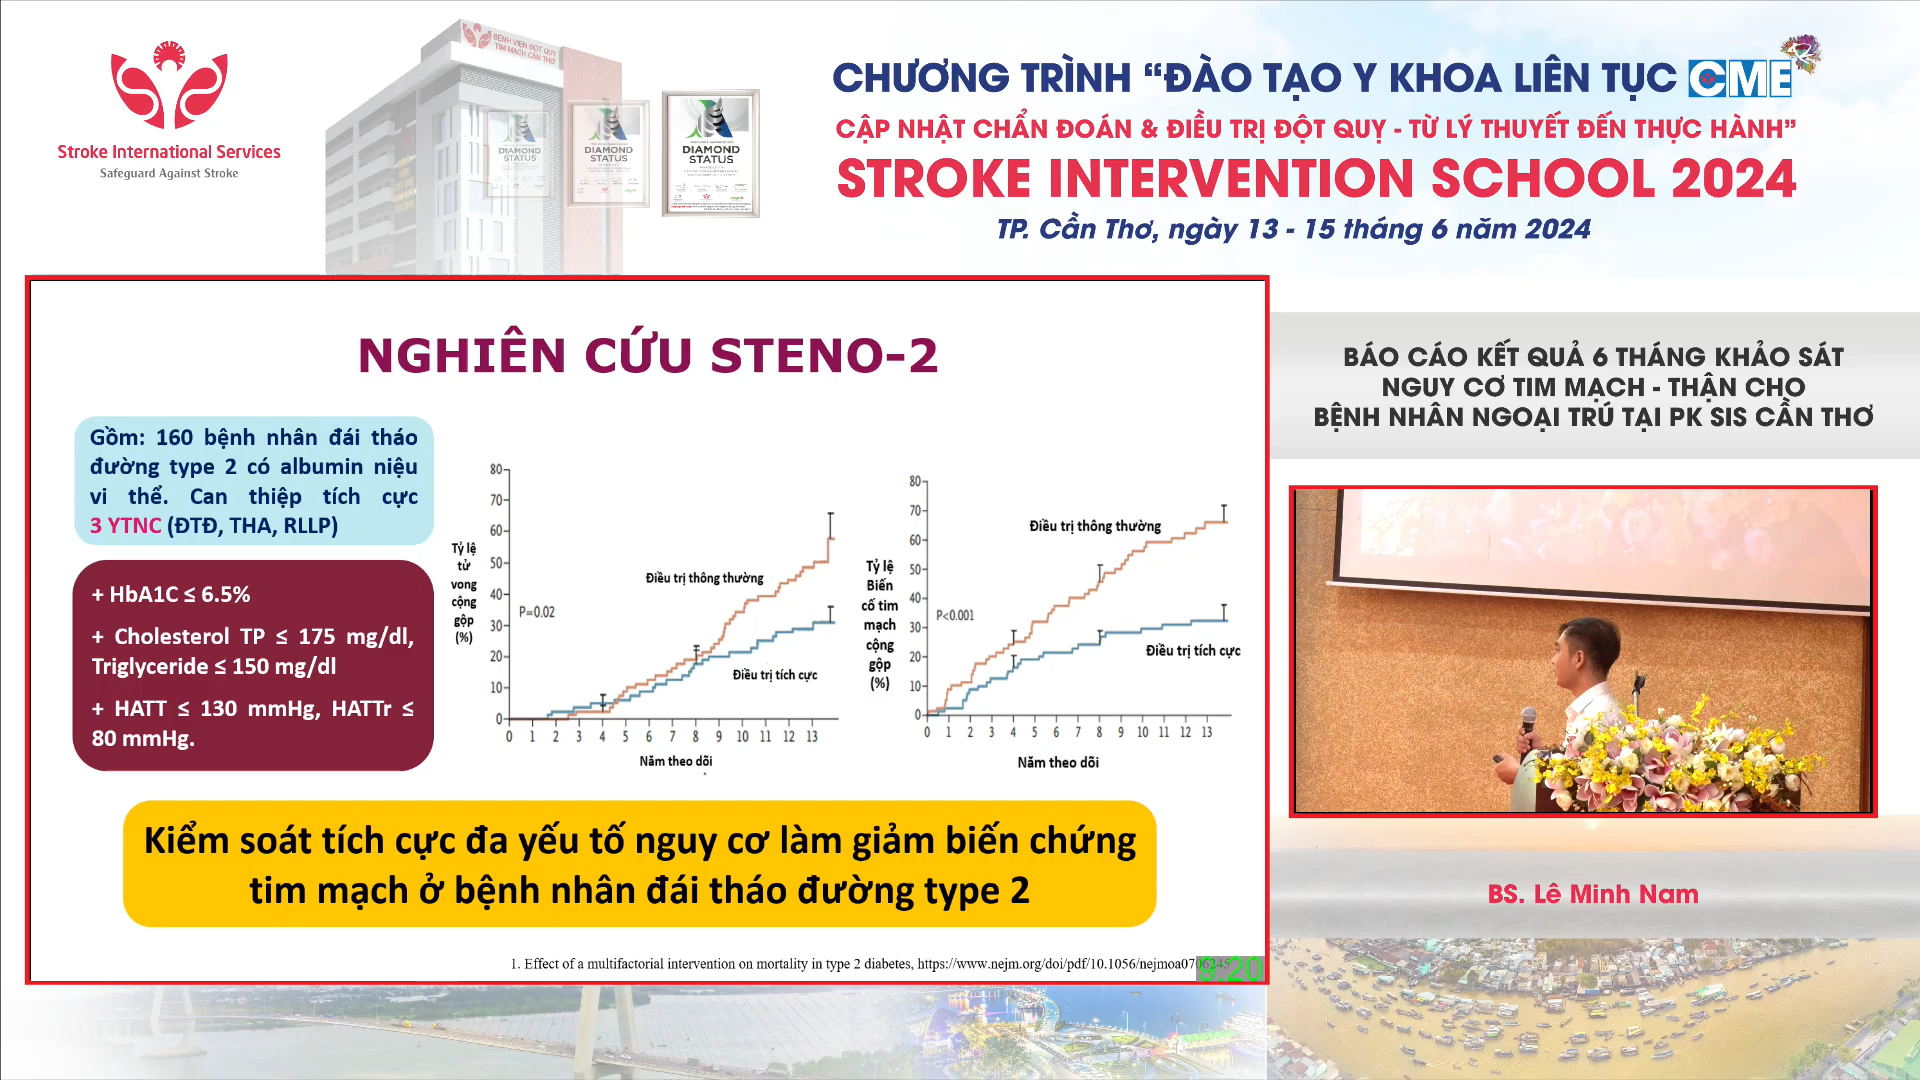 BỆNH VIỆN ĐỘT QUỴ
TIM MẠCH CẦN THƠ
Stroke International Services
Safeguard Against Stroke
DIAMOND
STATUS
DIAMOND
STATUS
DIAMOND
STATUS
CHƯƠNG TRÌNH “ĐÀO TẠO Y KHOA LIÊN TỤC CME
CẬP NHẬT CHẨN ĐOÁN & ĐIỀU TRỊ ĐỘT QUỴ - TỪ LÝ THUYẾT ĐẾN THỰC HÀNH”
STROKE INTERVENTION SCHOOL 2024
TP. Cần Thơ, ngày 13 - 15 tháng 6 năm 2024
NGHIÊN CỨU STENO-2
Gồm: 160 bệnh nhân đái tháo
đường type 2 có albumin niệu
vi thể. Can thiệp tích cực
3 YTNC (ĐTĐ, THA, RLLP)
+ HbA1C ≤ 6.5%
+ Cholesterol TP ≤ 175 mg/dl,
Triglyceride ≤ 150 mg/dl
+ HATT ≤ 130 mmHg, HATTr ≤
80 mmHg.
Tỷ lệ
tử
vong
cộng
gộp
(%)
80
70
60
50
40
30
20
10
0
P=0.02
Điều trị thông thường
Điều trị tích cực
0 1 2 3 4 5 6 7 8 9 10 11 12 13
Năm theo dõi
Tỷ lệ
Biến
cố tim
mạch
cộng
gộp
(%)
80
70
60
50
40
30
20
10
0
P<0.001
Điều trị thông thường
Điều trị tích cực
0 1 2 3 4 5 6 7 8 9 10 11 12 13
Năm theo dõi
Kiểm soát tích cực đa yếu tố nguy cơ làm giảm biến chứng
tim mạch ở bệnh nhân đái tháo đường type 2
1. Effect of a multifactorial intervention on mortality in type 2 diabetes, https://www.nejm.org/doi/pdf/10.1056/nejmoa0706245
9:20
BÁO CÁO KẾT QUẢ 6 THÁNG KHẢO SÁT
NGUY CƠ TIM MẠCH - THẬN CHO
BỆNH NHÂN NGOẠI TRÚ TẠI PK SIS CẦN THƠ
BS. Lê Minh Nam